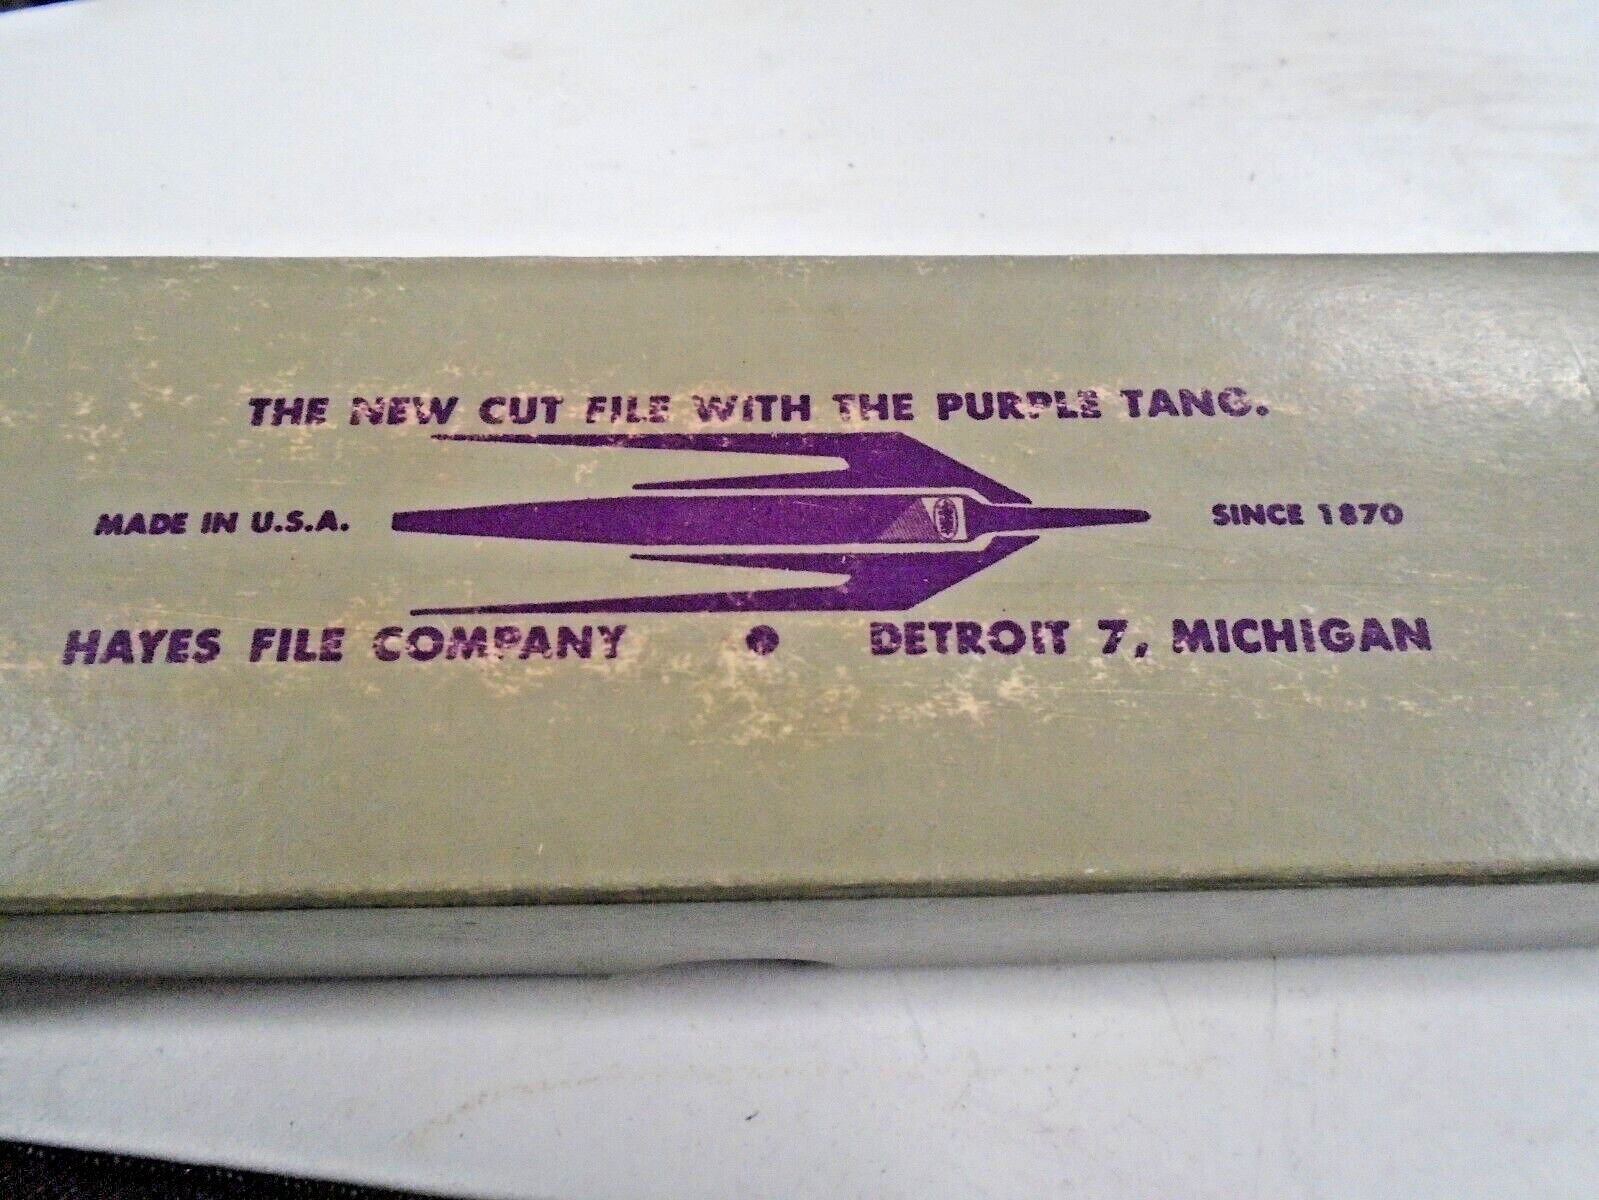 THE NEW CUT FILE WITH THE PURPLE TANG.
MADE IN U.S.A.
SINCE 1870
HAYES FILE COMPANY • DETROIT 7, MICHIGAN